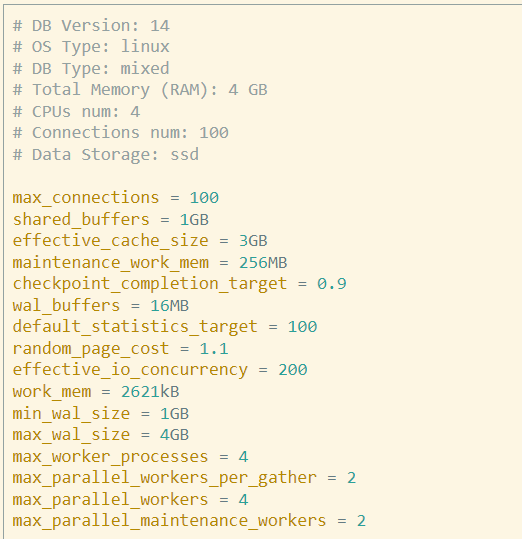 # DB Version: 14
# OS Type: linux
# DB Type: mixed
# Total Memory (RAM): 4 GB
# CPUs num: 4
# Connections num: 100
# Data Storage: ssd

max_connections = 100
shared_buffers = 1GB
effective_cache_size = 3GB
maintenance_work_mem = 256MB
checkpoint_completion_target = 0.9
wal_buffers = 16MB
default_statistics_target = 100
random_page_cost = 1.1
effective_io_concurrency = 200
work_mem = 2621kB
min_wal_size = 1GB
max_wal_size = 4GB
max_worker_processes = 4
max_parallel_workers_per_gather = 2
max_parallel_workers = 4
max_parallel_maintenance_workers = 2